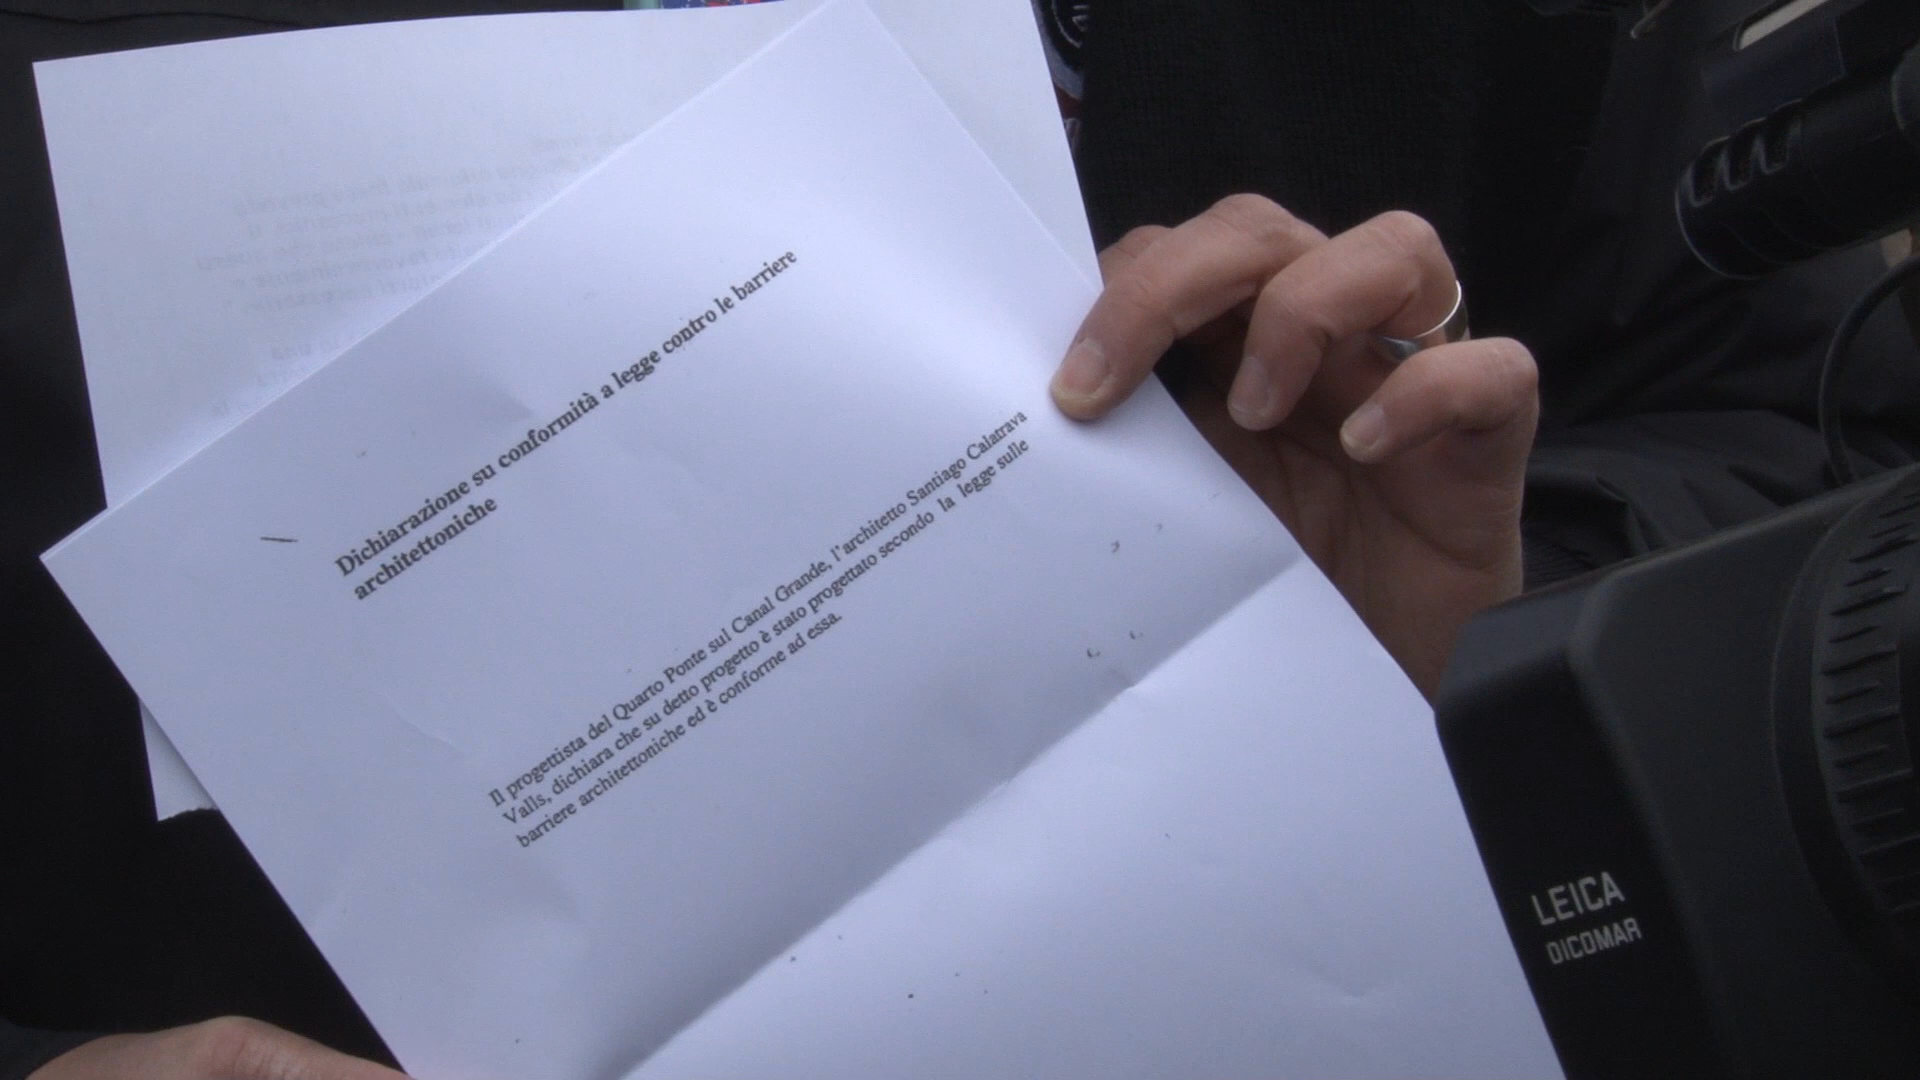 Dichiarazione su conformità a legge contro le barriere
architettoniche
Il progettista del Quarto Ponte sul Canal Grande, l'architetto Santiago Calatrava
Valls, dichiara che su detto progetto è stato progettato secondo la legge sulle
barriere architettoniche ed è conforme ad essa.
LEICA
DICOMAR